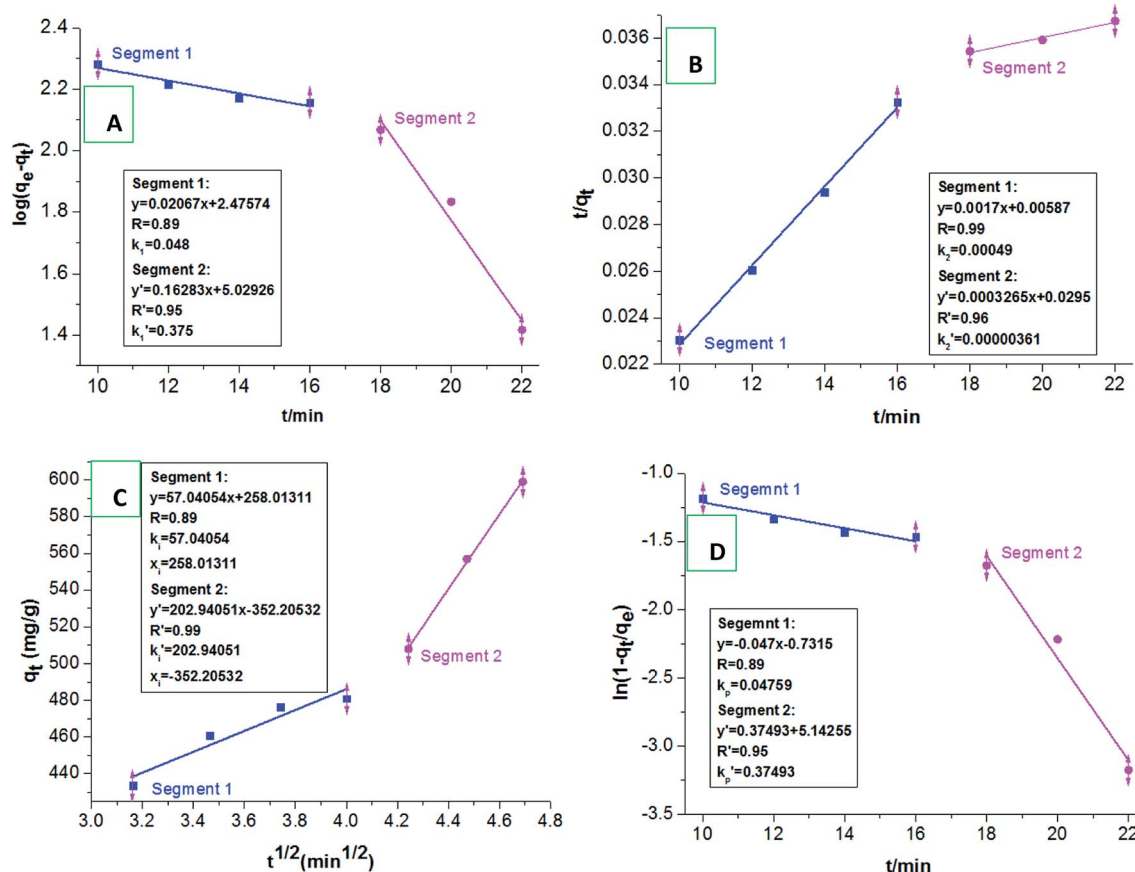 A
Segment 1
Segment 2
Segment 1:
y=0.02067x+2.47574
R=0.89
k₁=0.048
Segment 2:
y'=0.16283x+5.02926
R'=0.95
k₁'=0.375
log(qₑ-qₜ)
2.4
2.2
2.0
1.8
1.6
1.4
10 12 14 16 18 20 22
t/min
B
Segment 2
Segment 1
Segment 1:
y=0.0017x+0.00587
R=0.99
k₂=0.00049
Segment 2:
y'=0.0003265x+0.0295
R'=0.96
k₂'=0.00000361
t/qₜ
0.036
0.034
0.032
0.030
0.028
0.026
0.024
0.022
10 12 14 16 18 20 22
t/min
C
Segment 1:
y=57.04054x+258.01311
R=0.89
kᵢ=57.04054
xᵢ=258.01311
Segment 2:
y'=202.94051x-352.20532
R'=0.99
kᵢ'=202.94051
xᵢ=-352.20532
Segment 2
Segment 1
qₜ (mg/g)
600
580
560
540
520
500
480
460
440
3.0 3.2 3.4 3.6 3.8 4.0 4.2 4.4 4.6 4.8
t^1/2(min^1/2)
D
Segemnt 1
Segment 2
Segemnt 1:
y=-0.047x-0.7315
R=0.89
kₚ=0.04759
Segment 2:
y'=0.37493+5.14255
R'=0.95
kₚ'=0.37493
ln(1-qₜ/qₑ)
-1.0
-1.5
-2.0
-2.5
-3.0
-3.5
10 12 14 16 18 20 22
t/min